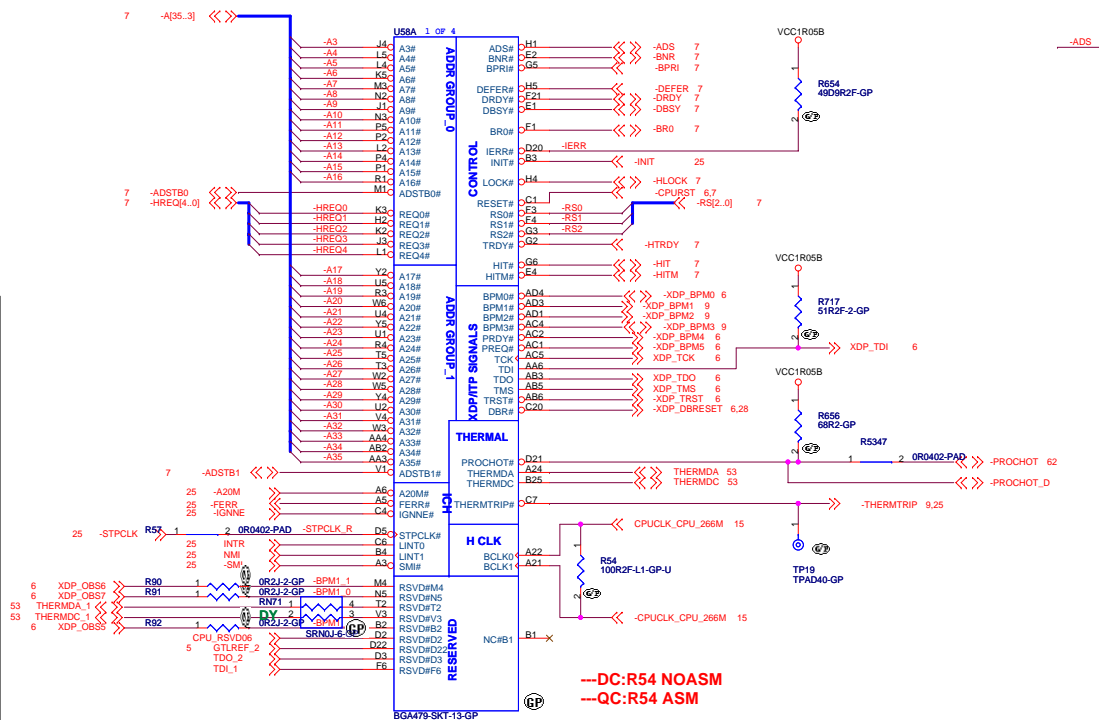 7 -A[35..3]
U58A 1 OF 4
-A3 J4 A3#
-A4 L5 A4#
-A5 L4 A5#
-A6 K5 A6#
-A7 M3 A7#
-A8 N2 A8#
-A9 J1 A9#
-A10 N3 A10#
-A11 P5 A11#
-A12 P2 A12#
-A13 L2 A13#
-A14 P4 A14#
-A15 P1 A15#
-A16 R1 A16#
7 -ADSTB0 M1 ADSTB0#
7 -HREQ[4..0]
-HREQ0 K3 REQ0#
-HREQ1 H2 REQ1#
-HREQ2 K2 REQ2#
-HREQ3 J3 REQ3#
-HREQ4 L1 REQ4#
ADDR GROUP_0
-A17 Y2 A17#
-A18 U5 A18#
-A19 R3 A19#
-A20 W6 A20#
-A21 U4 A21#
-A22 Y5 A22#
-A23 U1 A23#
-A24 R4 A24#
-A25 T5 A25#
-A26 T3 A26#
-A27 W2 A27#
-A28 W5 A28#
-A29 Y4 A29#
-A30 U2 A30#
-A31 V4 A31#
-A32 W3 A32#
-A33 AA4 A33#
-A34 AB2 A34#
-A35 AA3 A35#
7 -ADSTB1 V1 ADSTB1#
ADDR GROUP_1
25 -A20M A6 A20M#
25 -FERR A5 FERR#
25 -IGNNE C4 IGNNE#
25 -STPCLK R57 1 2 0R0402-PAD -STPCLK_R D5 STPCLK#
25 INTR C6 LINT0
25 NMI B4 LINT1
25 -SMI A3 SMI#
ICH
6 XDP_OBS6 R90 1 0R2J-2-GP -BPM1_1 M4 RSVD#M4
6 XDP_OBS7 R91 1 0R2J-2-GP -BPM1_0 N5 RSVD#N5
53 THERMDA_1 RN71 1 4 T2 RSVD#T2
53 THERMDC_1 DY 2 3 V3 RSVD#V3
6 XDP_OBS5 R92 1 0R2J-2-GP B2 RSVD#B2
CPU_RSVD06 D2 RSVD#D2
5 GTLREF_2 D22 RSVD#D22
TDO_2 D3 RSVD#D3
TDI_1 F6 RSVD#F6
RESERVED
BGA479-SKT-13-GP
ADS# H1 -ADS 7
BNR# E2 -BNR 7
BPRI# G5 -BPRI 7
DEFER# H5 -DEFER 7
DRDY# F21 -DRDY 7
DBSY# E1 -DBSY 7
BR0# F1 -BR0 7
IERR# D20 -IERR
INIT# B3 -INIT 25
LOCK# H4 -HLOCK 7
RESET# C1 -CPURST 6,7
RS0# F3 -RS0
RS1# F4 -RS1 -RS[2..0] 7
RS2# G3 -RS2
TRDY# G2 -HTRDY 7
HIT# G6 -HIT 7
HITM# E4 -HITM 7
CONTROL
BPM0# AD4 -XDP_BPM0 6
BPM1# AD3 -XDP_BPM1 9
BPM2# AD1 -XDP_BPM2 9
BPM3# AC4 -XDP_BPM3 9
PRDY# AC2 -XDP_BPM4 6
PREQ# AC1 -XDP_BPM5 6
TCK AC5 XDP_TCK 6
TDI AA6 XDP_TDI 6
TDO AB3 XDP_TDO 6
TMS AB5 XDP_TMS 6
TRST# AB6 -XDP_TRST 6
DBR# C20 -XDP_DBRESET 6,28
XDP/ITP SIGNALS
THERMAL
PROCHOT# D21
THERMDA A24 THERMDA 53
THERMDC B25 THERMDC 53
THERMTRIP# C7 -THERMTRIP 9,25
H CLK
BCLK0 A22 CPUCLK_CPU_266M 15
BCLK1 A21 -CPUCLK_CPU_266M 15
1 R54
100R2F-L1-GP-U
2
NC#B1 B1
VCC1R05B
1 R654
49D9R2F-GP
2
VCC1R05B
1 R717
51R2F-2-GP
2
VCC1R05B
1 R656
68R2-GP
2
R5347
1 2 0R0402-PAD -PROCHOT 62
-PROCHOT_D
TP19
TPAD40-GP
-ADS
GP
---DC:R54 NOASM
---QC:R54 ASM